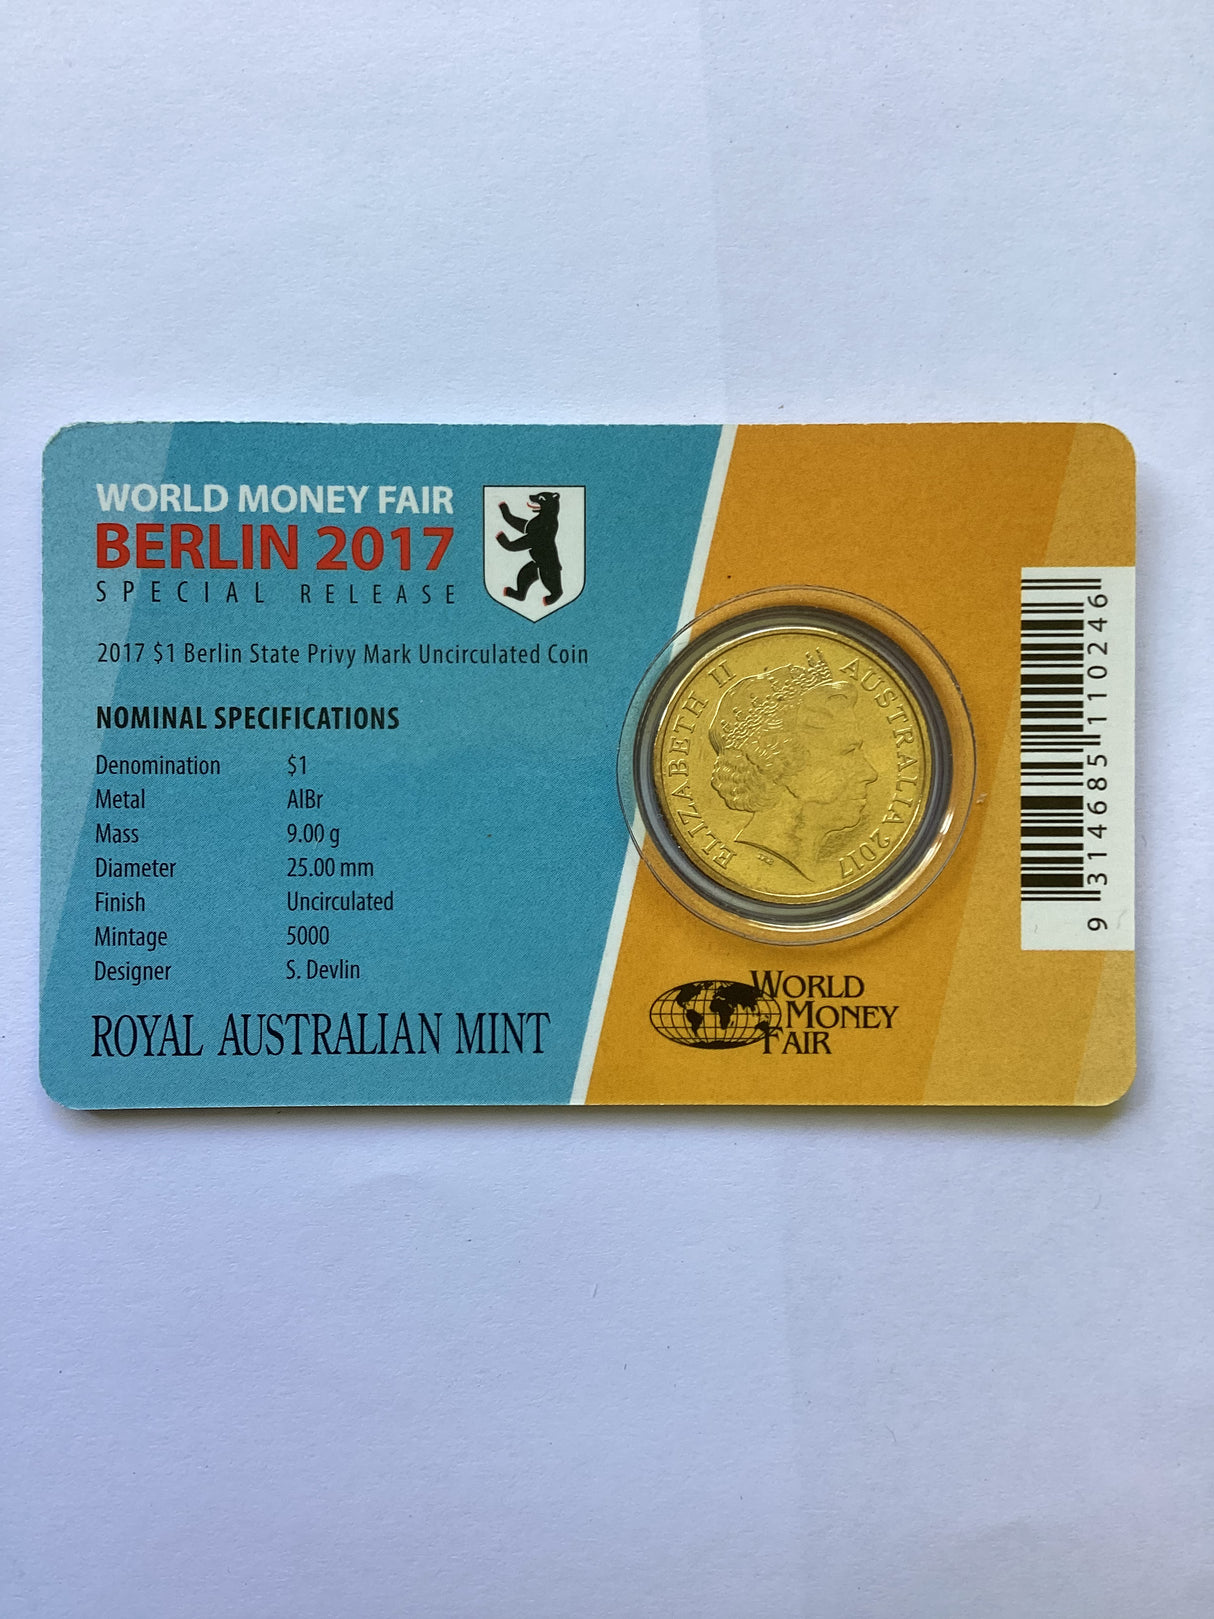 WORLD MONEY FAIR
BERLIN 2017
SPECIAL RELEASE
2017 $1 Berlin State Privy Mark Uncirculated Coin
NOMINAL SPECIFICATIONS
Denomination $1
Metal AlBr
Mass 9.00 g
Diameter 25.00 mm
Finish Uncirculated
Mintage 5000
Designer S. Devlin
ROYAL AUSTRALIAN MINT
ELIZABETH II
AUSTRALIA 2017
WORLD
MONEY
FAIR
9 314685 110246